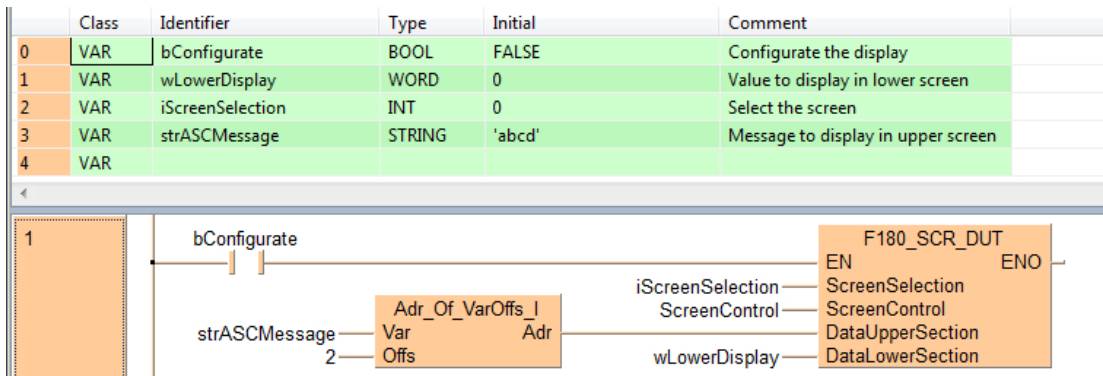 Class Identifier Type Initial Comment
0 VAR bConfigurate BOOL FALSE Configurate the display
1 VAR wLowerDisplay WORD 0 Value to display in lower screen
2 VAR iScreenSelection INT 0 Select the screen
3 VAR strASCMessage STRING 'abcd' Message to display in upper screen
4 VAR
1
bConfigurate
F180_SCR_DUT
EN ENO
iScreenSelection ScreenSelection
Adr_Of_VarOffs_I ScreenControl ScreenControl
strASCMessage Var Adr DataUpperSection
2 Offs wLowerDisplay DataLowerSection